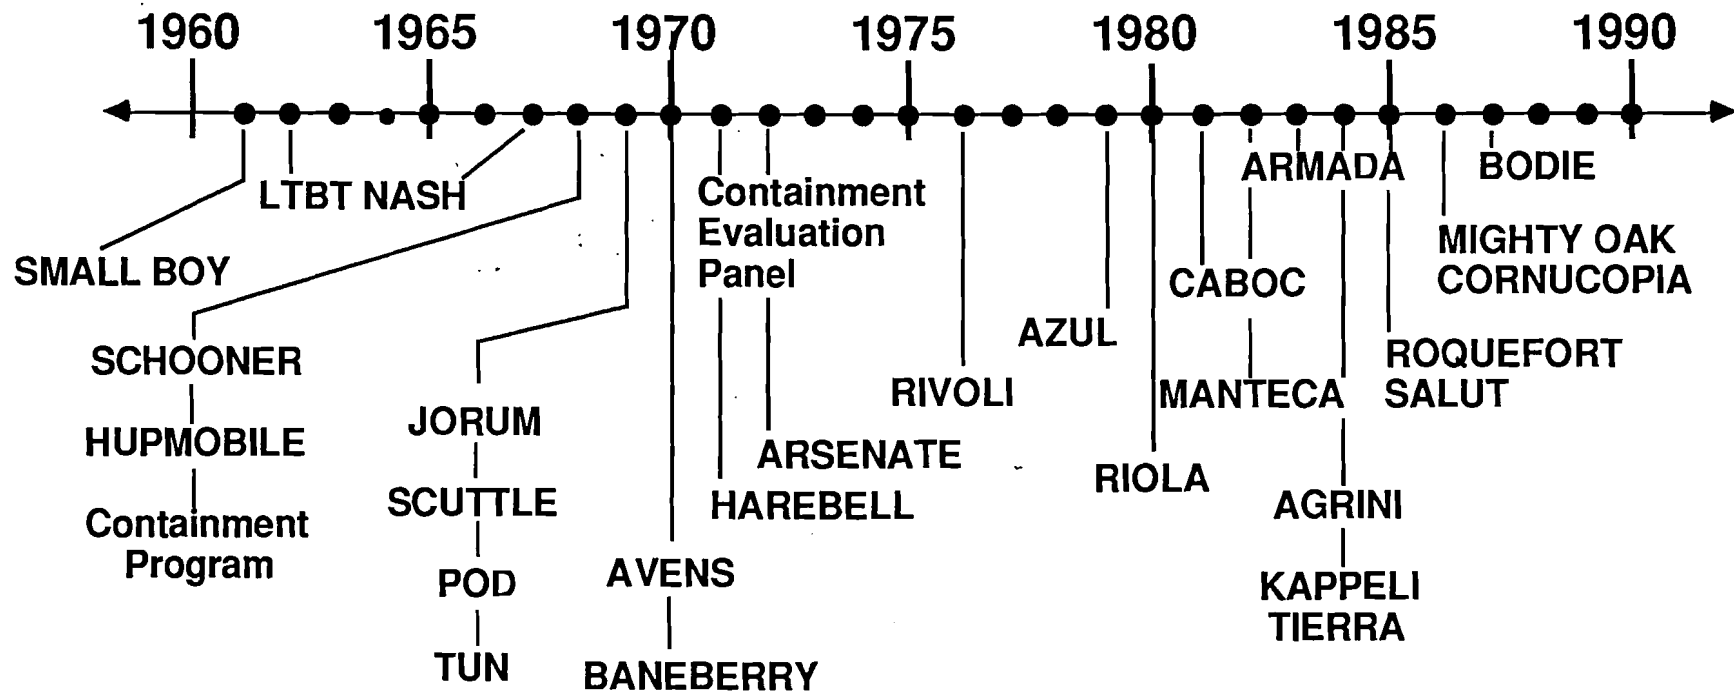 1960 1965 1970 1975 1980 1985 1990
LTBT NASH
SMALL BOY
SCHOONER
HUPMOBILE
Containment
Program
JORUM
SCUTTLE
POD
TUN
AVENS
BANEBERRY
Containment
Evaluation
Panel
ARSENATE
HAREBELL
RIVOLI
AZUL
RIOLA
CABOC
ARMADA
MANTECA
AGRINI
KAPPELI
TIERRA
ROQUEFORT
SALUT
MIGHTY OAK
CORNUCOPIA
BODIE